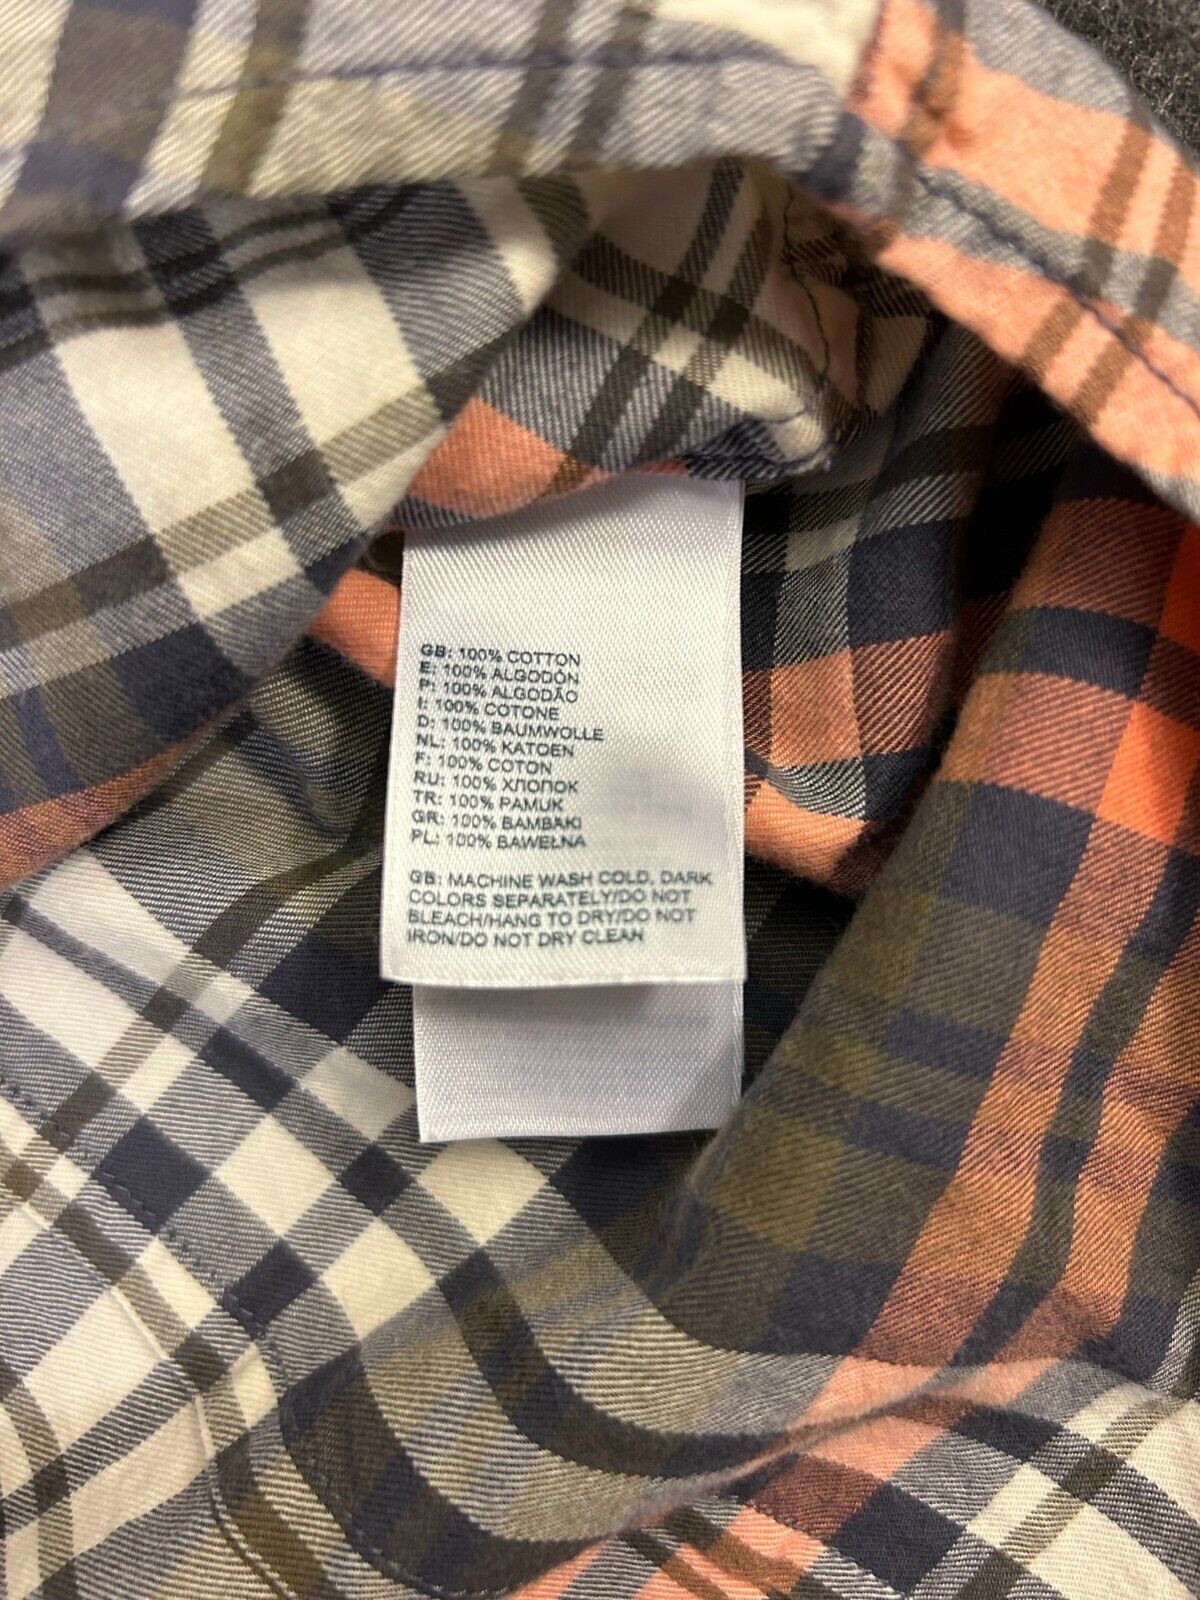 GB: 100% COTTON
E: 100% ALGODÓN
P: 100% ALGODÃO
I: 100% COTONE
D: 100% BAUMWOLLE
NL: 100% KATOEN
F: 100% COTON
RU: 100% ХЛОПОК
TR: 100% PAMUK
GR: 100% BAMBAKI
PL: 100% BAWEŁNA
GB: MACHINE WASH COLD, DARK
COLORS SEPARATELY/DO NOT
BLEACH/HANG TO DRY/DO NOT
IRON/DO NOT DRY CLEAN